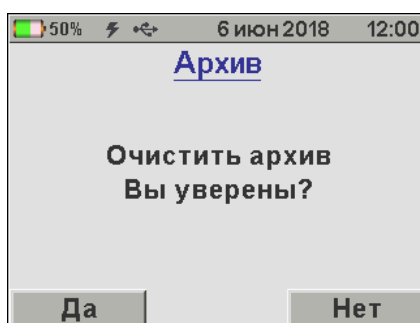 50% 6 июн 2018 12:00
Архив
Очистить архив
Вы уверены?
Да Нет